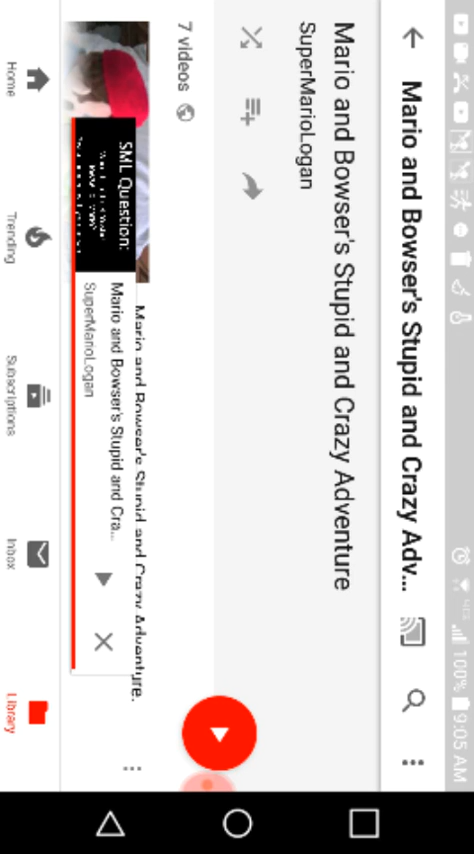 100% 9:05 AM
Mario and Bowser's Stupid and Crazy Adv...
Mario and Bowser's Stupid and Crazy Adventure
SuperMarioLogan
7 videos
Mario and Bowser's Stupid and Crazy Adventure.
SML Question:
Mario and Bowser's Stupid and Cra...
SuperMarioLogan
Home
Trending
Subscriptions
Inbox
Library